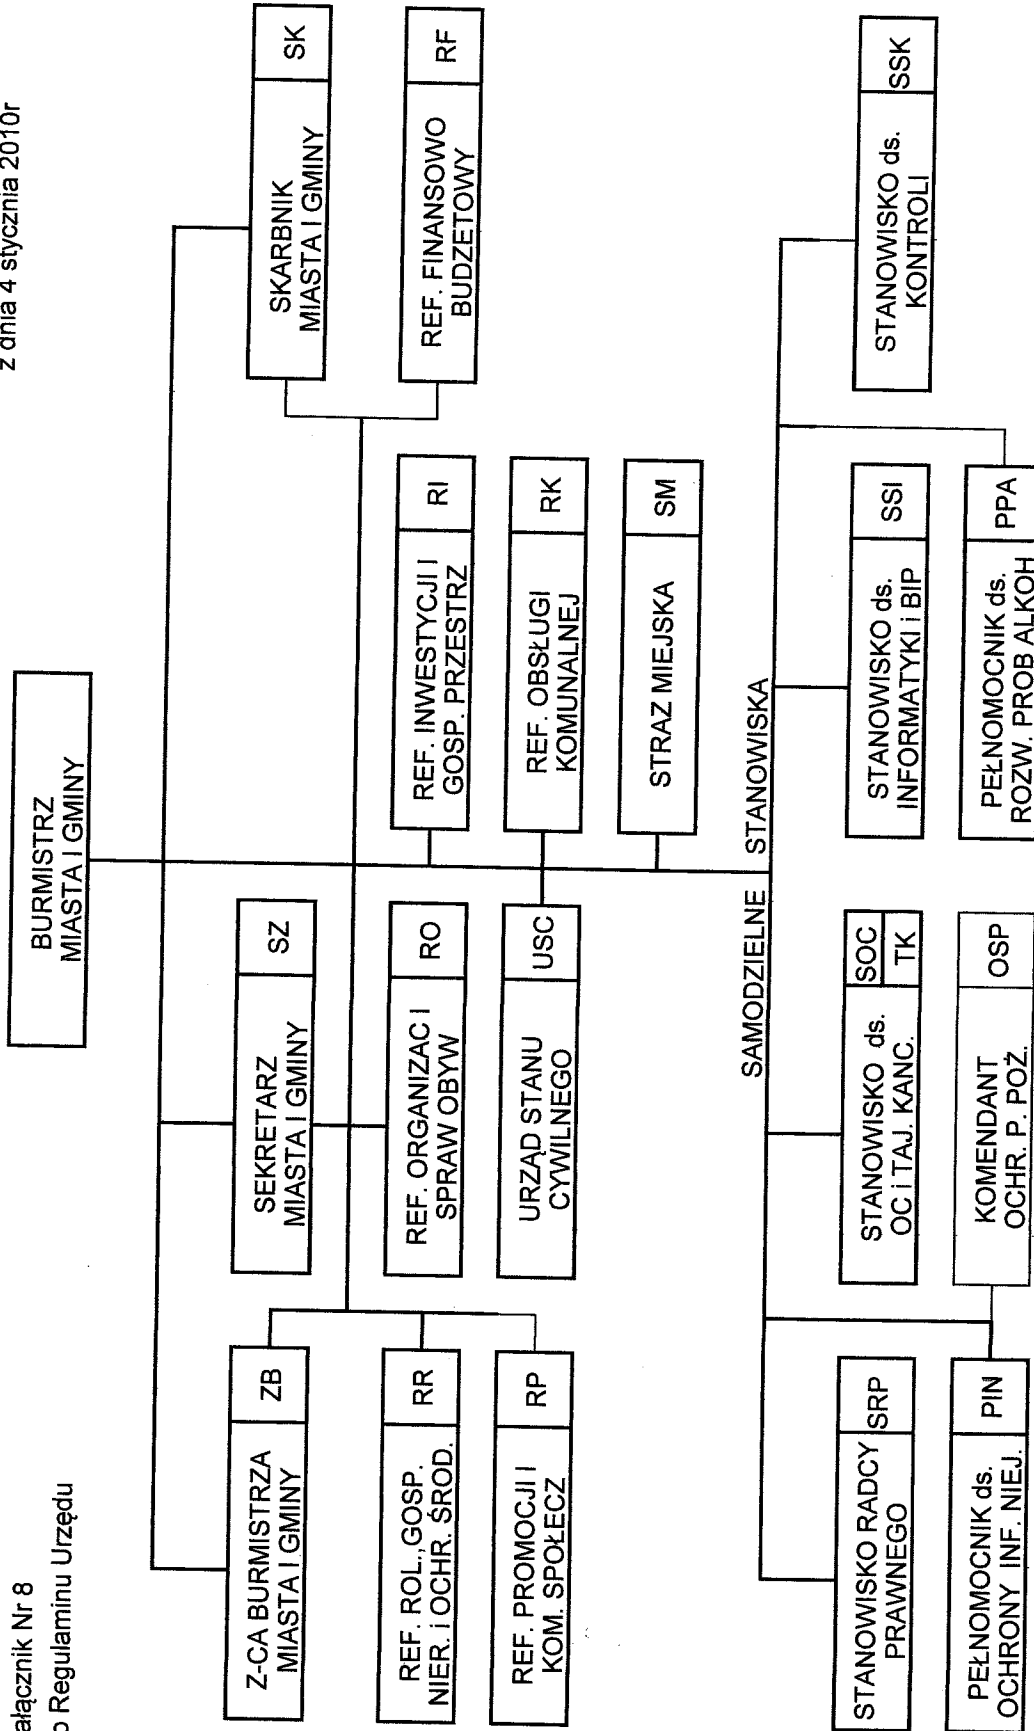 ałącznik Nr 8
o Regulaminu Urzędu
z dnia 4 stycznia 2010r
BURMISTRZ
MIASTA I GMINY
Z-CA BURMISTRZA
MIASTA I GMINY
ZB
SEKRETARZ
MIASTA I GMINY
SZ
SKARBNIK
MIASTA I GMINY
SK
REF. ROL.,GOSP.
NIER. i OCHR. ŚROD.
RR
REF. ORGANIZAC I
SPRAW OBYW
RO
REF. INWESTYCJI I
GOSP. PRZESTRZ
RI
REF. FINANSOWO
BUDZETOWY
RF
REF. PROMOCJI I
KOM. SPOŁECZ
RP
URZĄD STANU
CYWILNEGO
USC
REF. OBSŁUGI
KOMUNALNEJ
RK
STRAZ MIEJSKA
SM
SAMODZIELNE STANOWISKA
STANOWISKO RADCY
PRAWNEGO
SRP
STANOWISKO ds.
OC i TAJ. KANC.
SOC
TK
STANOWISKO ds.
INFORMATYKI i BIP
SSI
STANOWISKO ds.
KONTROLI
SSK
PEŁNOMOCNIK ds.
OCHRONY INF. NIEJ.
PIN
KOMENDANT
OCHR. P. POŻ.
OSP
PEŁNOMOCNIK ds.
ROZW. PROB ALKOH
PPA